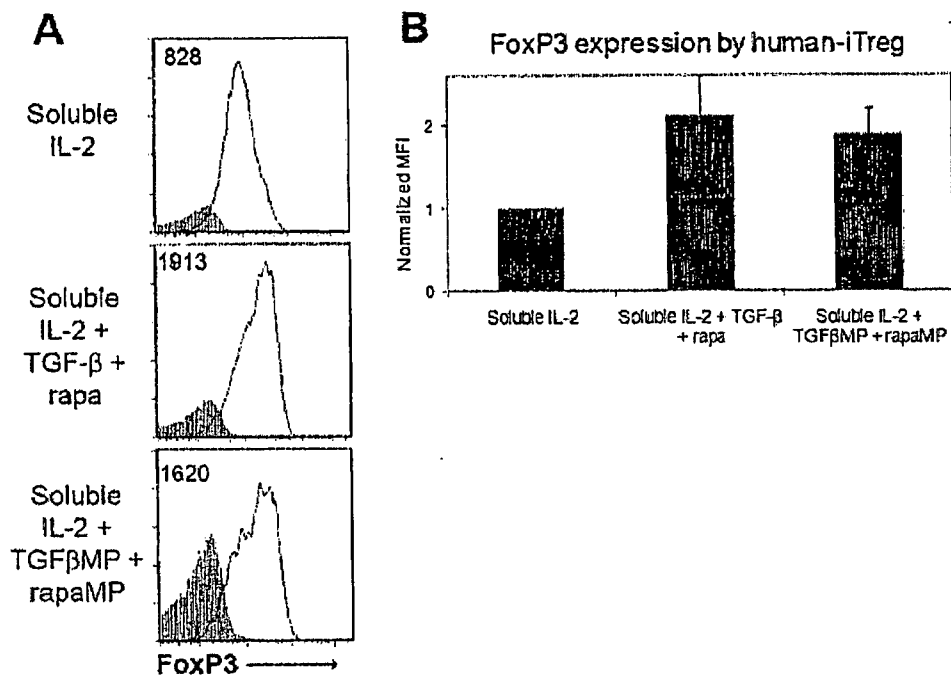 A
Soluble
IL-2
828
Soluble
IL-2 +
TGF-β +
rapa
1913
Soluble
IL-2 +
TGFβMP +
rapaMP
1620
FoxP3
B
FoxP3 expression by human-iTreg
Normalized MFI
2
1
0
Soluble IL-2
Soluble IL-2 + TGF-β
+ rapa
Soluble IL-2 +
TGFβMP + rapaMP